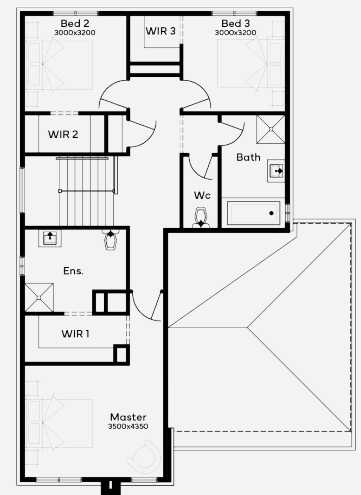 Bed 2
3000x3200
WIR 3
Bed 3
3000x3200
WIR 2
Bath
Wc
Ens.
WIR 1
Master
3500x4350